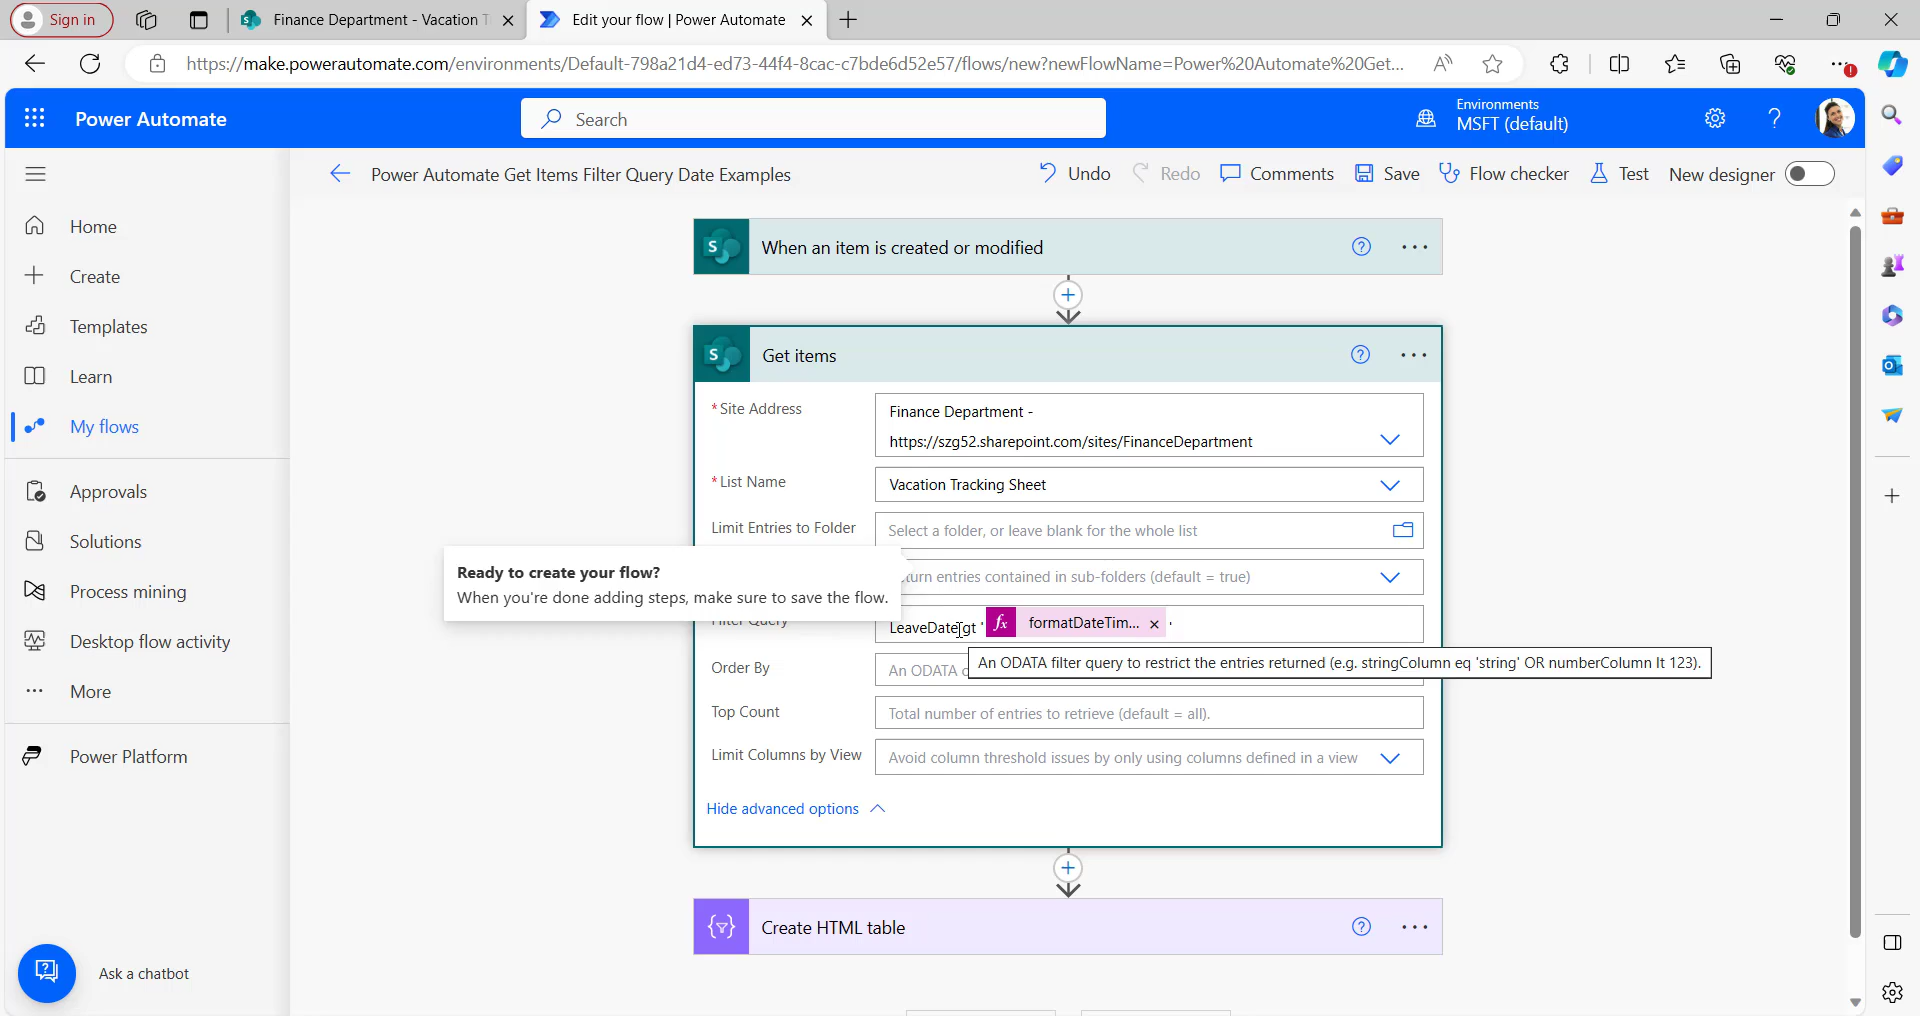 Sign in
Finance Department - Vacation T
Edit your flow | Power Automate
https://make.powerautomate.com/environments/Default-798a21d4-ed73-44f4-8cac-c7bde6d52e57/flows/new?newFlowName=Power%20Automate%20Get...
Power Automate
Search
Environments
MSFT (default)
Power Automate Get Items Filter Query Date Examples
Undo
Redo
Comments
Save
Flow checker
Test
New designer
Home
Create
Templates
Learn
My flows
Approvals
Solutions
Process mining
Desktop flow activity
More
Power Platform
Ask a chatbot
When an item is created or modified
Get items
* Site Address
Finance Department -
https://szg52.sharepoint.com/sites/FinanceDepartment
* List Name
Vacation Tracking Sheet
Limit Entries to Folder
Select a folder, or leave blank for the whole list
Ready to create your flow?
When you're done adding steps, make sure to save the flow.
entries contained in sub-folders (default = true)
Filter Query
LeaveDate gt ' fx formatDateTim... × '
An ODATA filter query to restrict the entries returned (e.g. stringColumn eq 'string' OR numberColumn lt 123).
Order By
An ODATA
Top Count
Total number of entries to retrieve (default = all).
Limit Columns by View
Avoid column threshold issues by only using columns defined in a view
Hide advanced options
Create HTML table